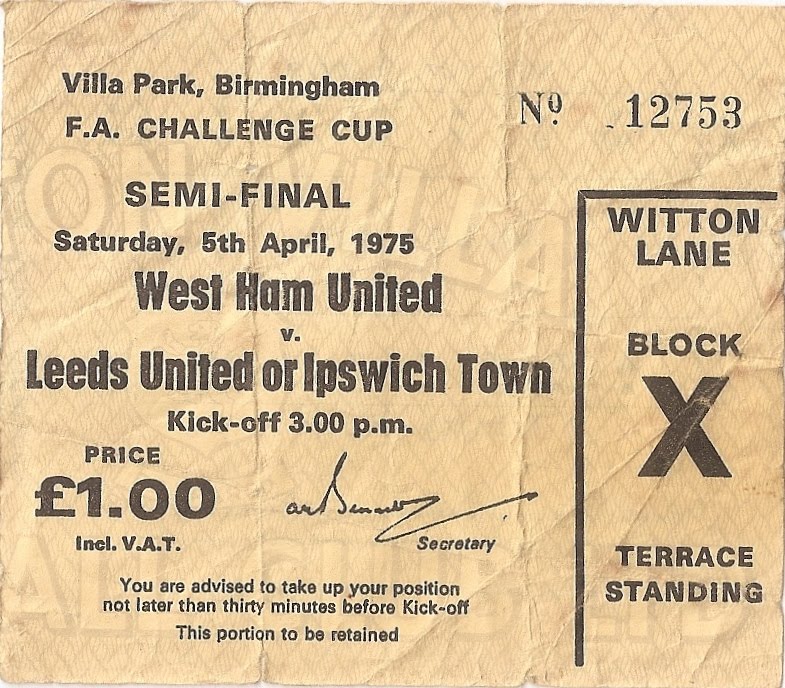 Villa Park, Birmingham
F.A. CHALLENGE CUP
Nº 12753
SEMI-FINAL
Saturday, 5th April, 1975
West Ham United
v.
Leeds United or Ipswich Town
Kick-off 3.00 p.m.
PRICE
£1.00
Incl. V.A.T.
Secretary
You are advised to take up your position
not later than thirty minutes before Kick-off
This portion to be retained
WITTON
LANE
BLOCK
X
TERRACE
STANDING